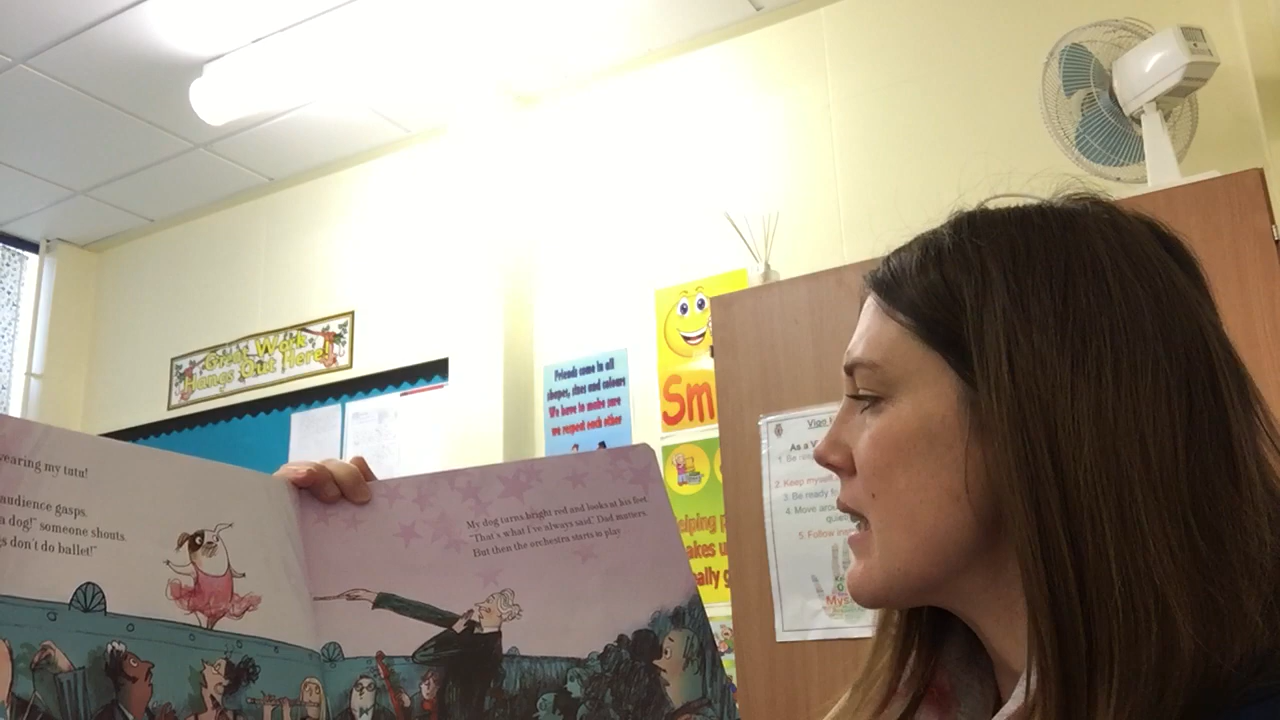 Great Work
Hangs Out Here!
Friends come in all
shapes, sizes and colours
We have to make sure
we respect each other
Sm
elping
akes u
ally g
As a V
2. Keep myself
3. Be ready fo
4. Move arou
quiet
5. Follow ins
wearing my tutu!
audience gasps.
a dog!" someone shouts.
s don't do ballet!"
My dog turns bright red and looks at his feet.
"That's what I've always said," Dad mutters.
But then the orchestra starts to play